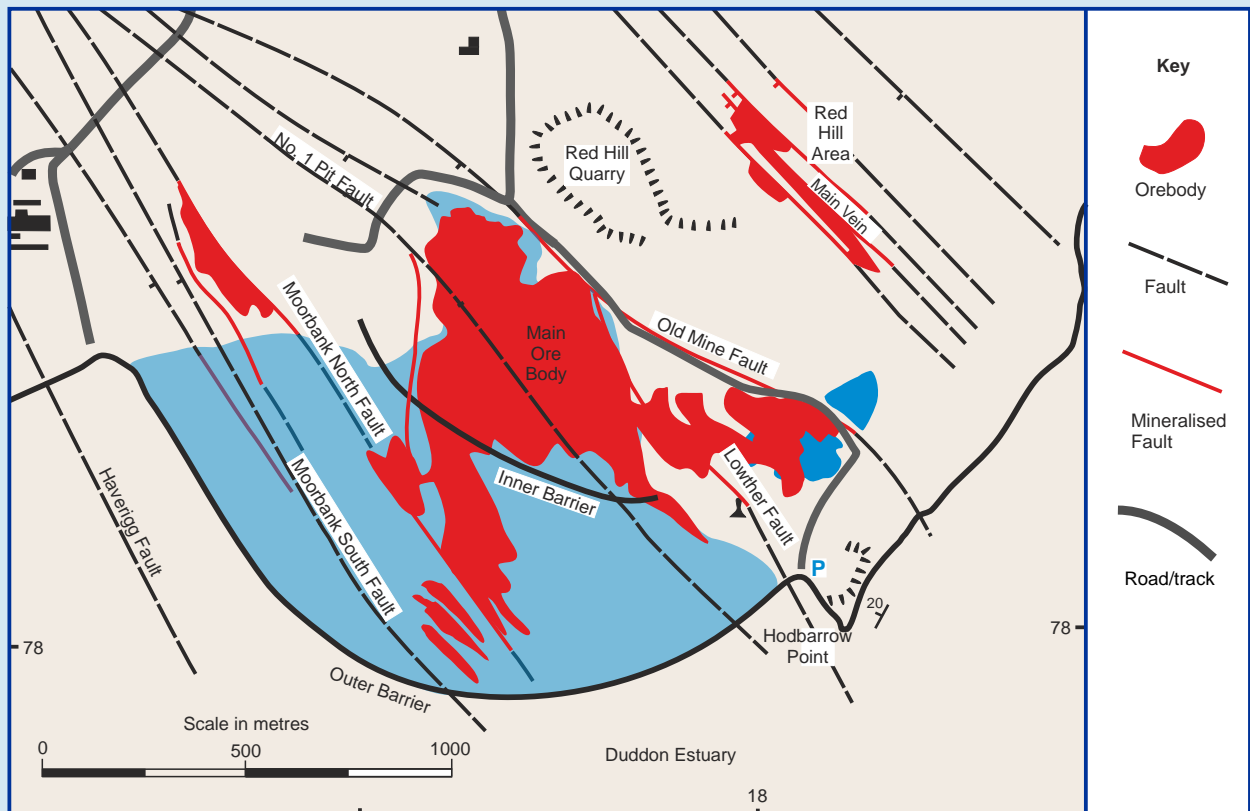 No. 1 Pit Fault
Red Hill
Quarry
Red
Hill
Area
Main Vein
Moorbank North Fault
Main
Ore
Body
Old Mine Fault
Haverigg Fault
Moorbank South Fault
Inner Barrier
Lowther Fault
P
20
78
78
Hodbarrow
Point
Outer Barrier
Scale in metres
0 500 1000
Duddon Estuary
18
Key
Orebody
Fault
Mineralised
Fault
Road/track